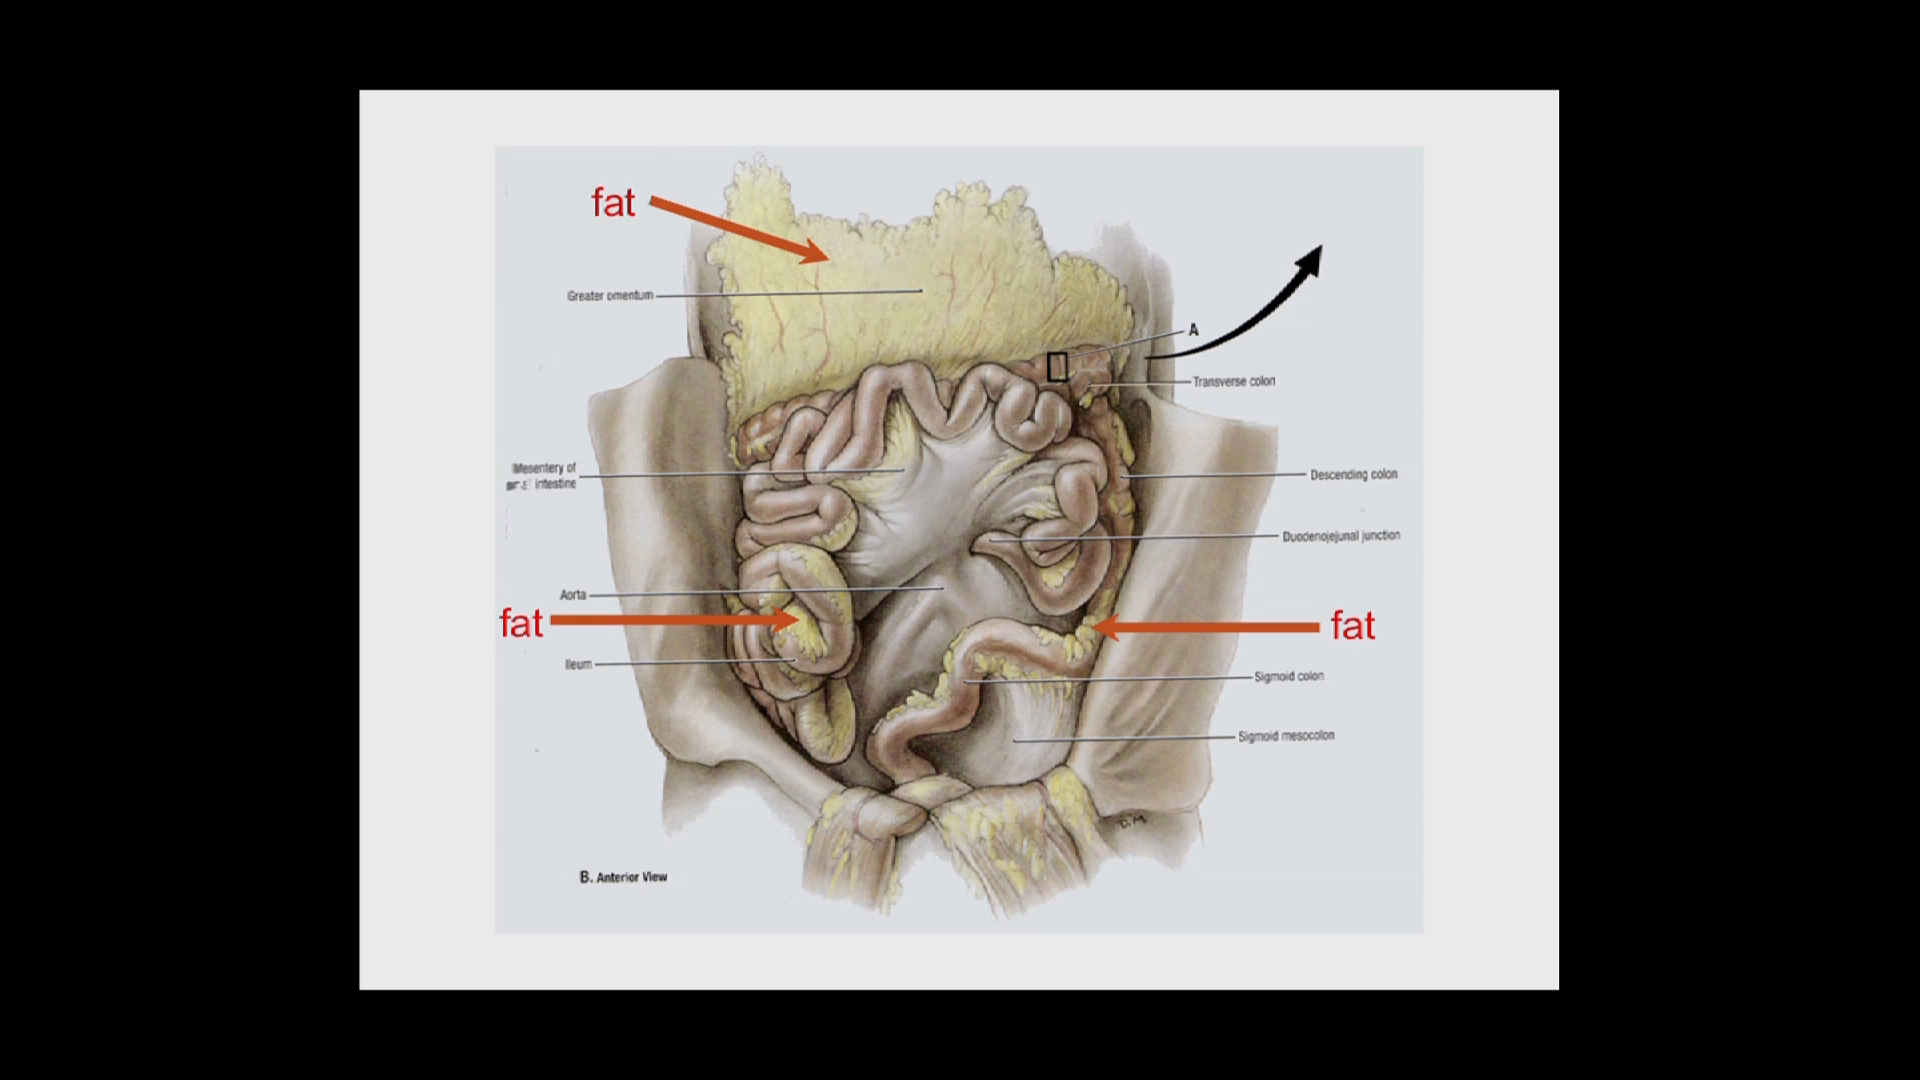 fat
Greater omentum
A
Transverse colon
Mesentery of
intestine
Descending colon
Duodenojejunal junction
Aorta
fat
fat
Ileum
Sigmoid colon
Sigmoid mesocolon
B. Anterior View